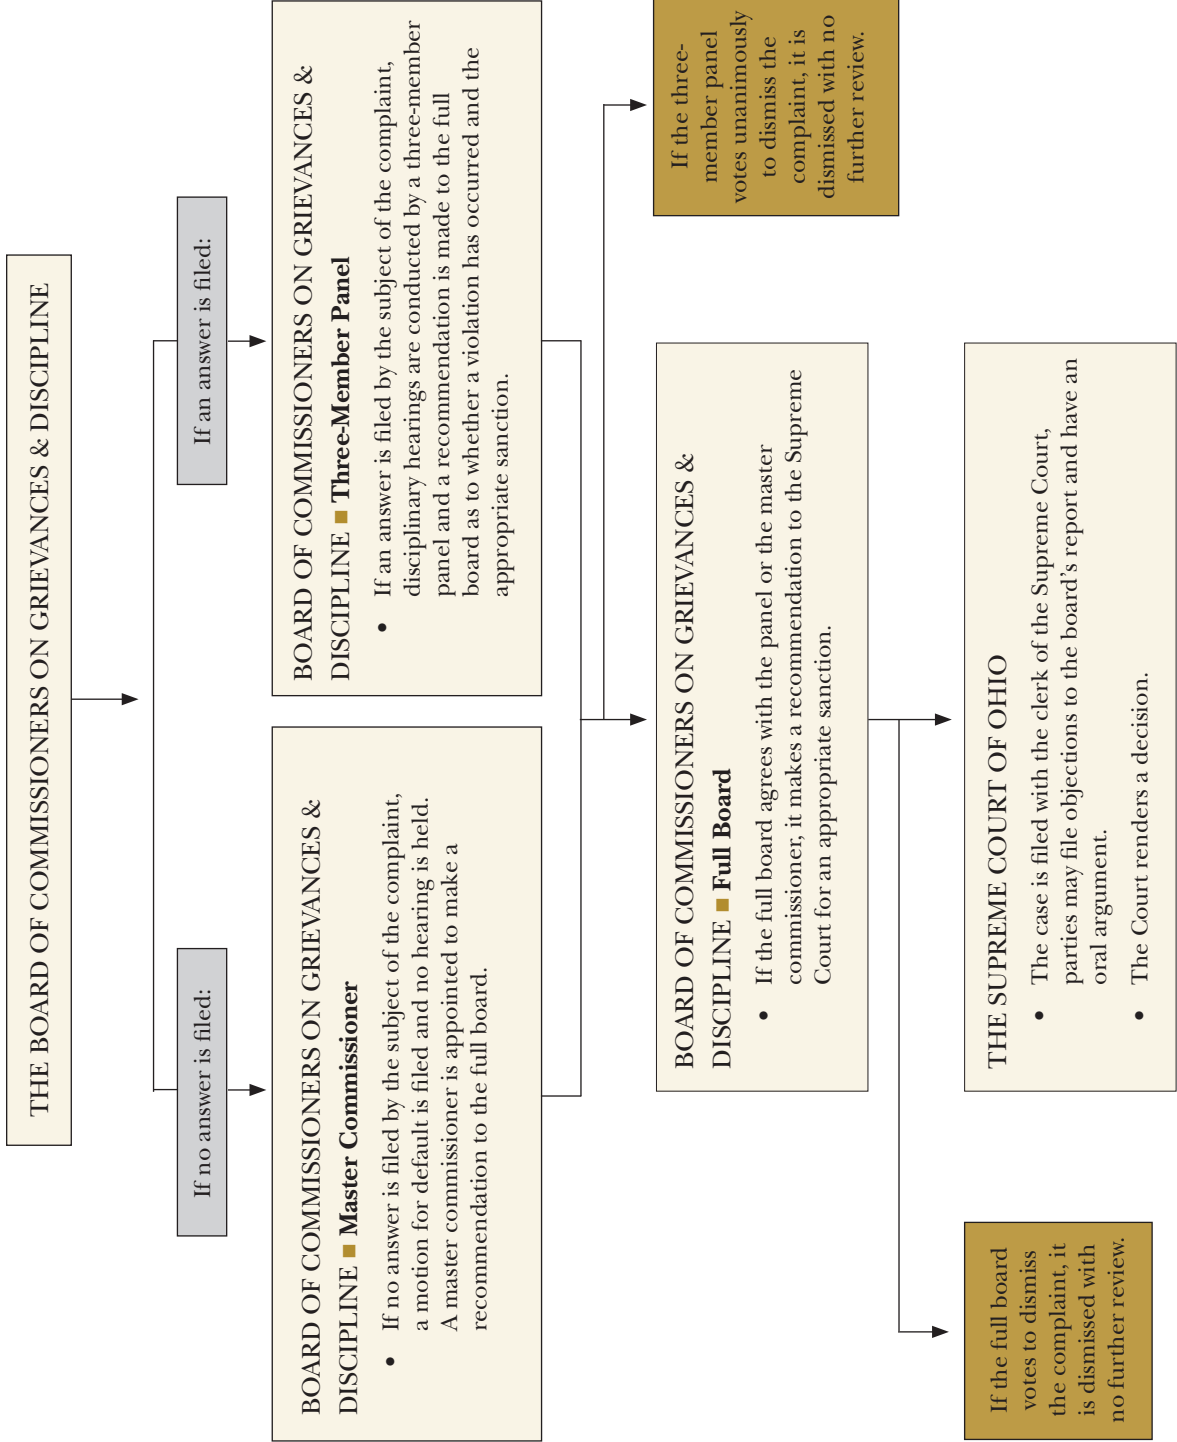 THE BOARD OF COMMISSIONERS ON GRIEVANCES & DISCIPLINE
If no answer is filed:
If an answer is filed:
BOARD OF COMMISSIONERS ON GRIEVANCES &
DISCIPLINE ■ Master Commissioner
• If no answer is filed by the subject of the complaint,
a motion for default is filed and no hearing is held.
A master commissioner is appointed to make a
recommendation to the full board.
BOARD OF COMMISSIONERS ON GRIEVANCES &
DISCIPLINE ■ Three-Member Panel
• If an answer is filed by the subject of the complaint,
disciplinary hearings are conducted by a three-member
panel and a recommendation is made to the full
board as to whether a violation has occurred and the
appropriate sanction.
If the three-
member panel
votes unanimously
to dismiss the
complaint, it is
dismissed with no
further review.
BOARD OF COMMISSIONERS ON GRIEVANCES &
DISCIPLINE ■ Full Board
• If the full board agrees with the panel or the master
commissioner, it makes a recommendation to the Supreme
Court for an appropriate sanction.
If the full board
votes to dismiss
the complaint, it
is dismissed with
no further review.
THE SUPREME COURT OF OHIO
• The case is filed with the clerk of the Supreme Court,
parties may file objections to the board's report and have an
oral argument.
• The Court renders a decision.